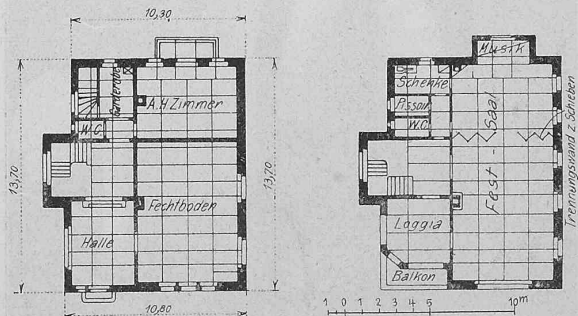 10,30
Garderobe
A.H.Zimmer
W.C.
13,70
13,70
Fechtboden
Halle
10,80
Musik
Schenke
Pissoir
W.C.
Fest-Saal
Trennungswand z. Schieben
Loggia
Balkon
1 0 1 2 3 4 5 10m